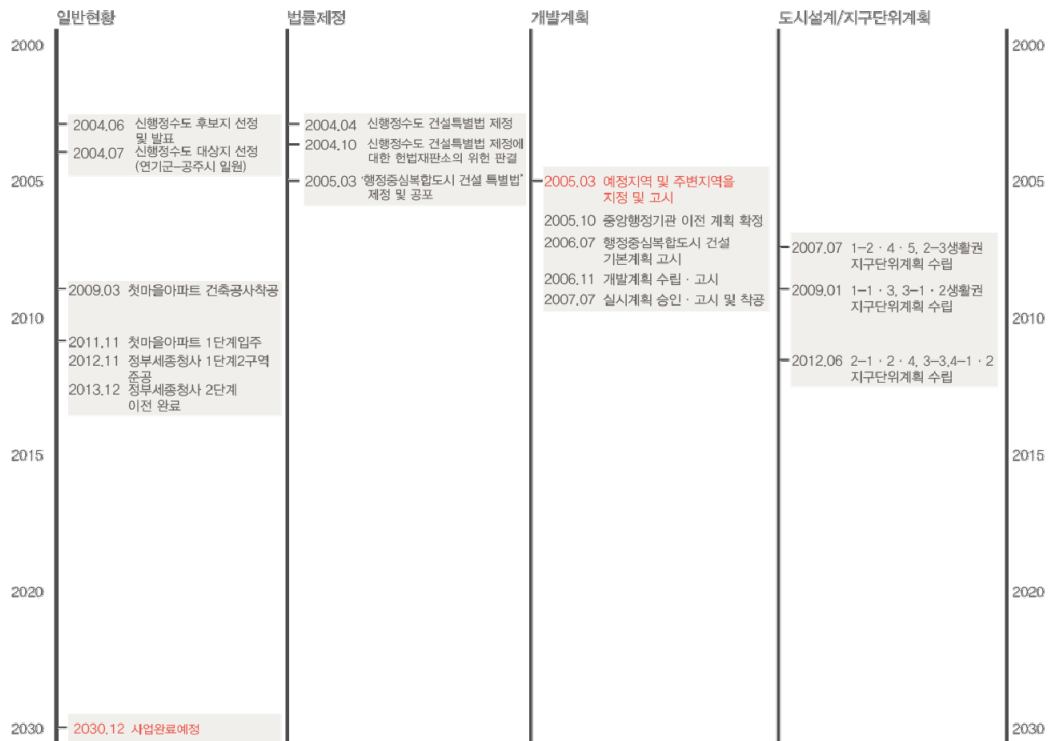 일반현황
법률제정
개발계획
도시설계/지구단위계획
2000
2005
2010
2015
2020
2030
2004.06 신행정수도 후보지 선정
및 발표
2004.07 신행정수도 대상지 선정
(연기군-공주시 일원)
2009.03 첫마을아파트 건축공사착공
2011.11 첫마을아파트 1단계입주
2012.11 정부세종청사 1단계2구역
준공
2013.12 정부세종청사 2단계
이전 완료
2030.12 사업완료예정
2004.04 신행정수도 건설특별법 제정
2004.10 신행정수도 건설특별법 제정에
대한 헌법재판소의 위헌 판결
2005.03 '행정중심복합도시 건설 특별법'
제정 및 공포
2005.03 예정지역 및 주변지역을
지정 및 고시
2005.10 중앙행정기관 이전 계획 확정
2006.07 행정중심복합도시 건설
기본계획 고시
2006.11 개발계획 수립 · 고시
2007.07 실시계획 승인 · 고시 및 착공
2007.07 1-2 · 4 · 5, 2-3생활권
지구단위계획 수립
2009.01 1-1 · 3, 3-1 · 2생활권
지구단위계획 수립
2012.06 2-1 · 2 · 4, 3-3,4-1 · 2
지구단위계획 수립
2000
2005
2010
2015
2020
2030